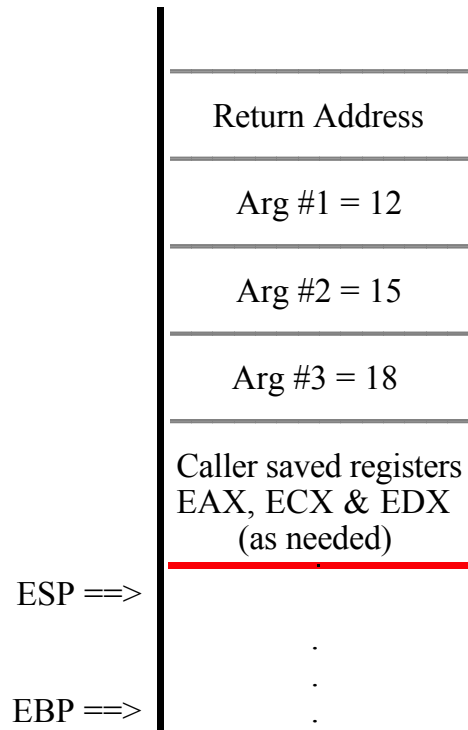 Return Address
Arg #1 = 12
Arg #2 = 15
Arg #3 = 18
Caller saved registers
EAX, ECX & EDX
(as needed)
ESP ==>
.
.
EBP ==>
.